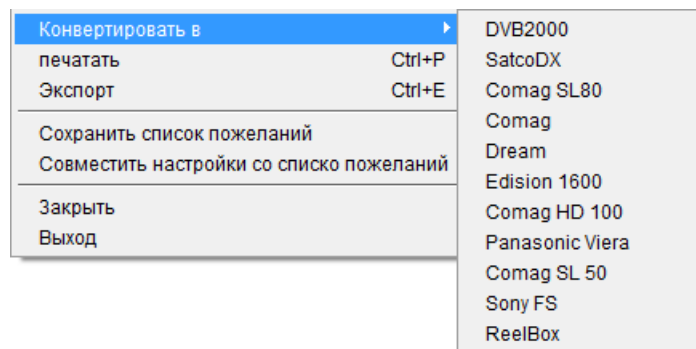 Конвертировать в
печатать Ctrl+P
Экспорт Ctrl+E
Сохранить список пожеланий
Совместить настройки со списко пожеланий
Закрыть
Выход
DVB2000
SatcoDX
Comag SL80
Comag
Dream
Edision 1600
Comag HD 100
Panasonic Viera
Comag SL 50
Sony FS
ReelBox